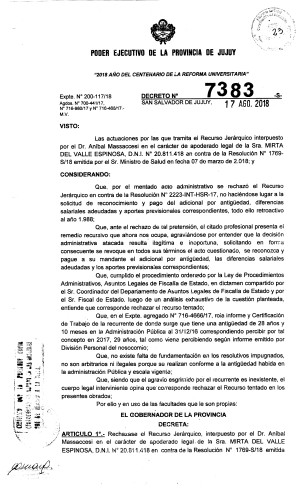 PODER EJECUTIVO DE LA PROVINCIA DE JUJUY
"2018 AÑO DEL CENTENARIO DE LA REFORMA UNIVERSITARIA"
Expte. N° 200-117/18
DECRETO N° 7383 -S
Agdos. N° 700-441/17,
SAN SALVADOR DE JUJUY, 17 AGO. 2018
N° 716-4660/17 y N° 716-465/17.-
M.V.
VISTO:
Las actuaciones por las que tramita el Recurso Jerárquico interpuesto
por el Dr. Aníbal Massacessi en el carácter de apoderado legal de la Sra. MIRTA
DEL VALLE ESPINOSA, D.N.I. N° 20.811.418 en contra de la Resolución N° 1769-
S/18 emitida por el Sr. Ministro de Salud en fecha 07 de marzo de 2.018; y
CONSIDERANDO:
Que, por el mentado acto administrativo se rechazó el Recurso
Jerárquico en contra de la Resolución N° 2223-INT-HSR-17, no haciéndose lugar a la
solicitud de reconocimiento y pago del adicional por antigüedad, diferencias
salariales adeudadas y aportes previsionales correspondientes, todo ello retroactivo
al año 1.988;
Que, ante el rechazo de tal pretensión, el citado profesional presenta el
remedio recursivo que ahora nos ocupa, agraviándose por entender que la decisión
administrativa atacada resulta ilegítima e inoportuna, solicitando en forma
consecuente se revoque en todos sus términos el acto cuestionado, se reconozca y
pague a su mandante el adicional por antigüedad, las diferencias salariales
adeudadas y los aportes previsionales correspondientes;
Que, cumplido el procedimiento ordenado por la Ley de Procedimientos
Administrativos, Asuntos Legales de Fiscalía de Estado, en dictamen compartido por
el Sr. Coordinador del Departamento de Asuntos Legales de Fiscalía de Estado y por
el Sr. Fiscal de Estado, luego de un análisis exhaustivo de la cuestión planteada,
entiende que corresponde rechazar el recurso tentado;
Que, en el Expte. agregado N° 716-4660/17, rola informe y Certificación
de Trabajo de la recurrente de donde surge que tiene una antigüedad de 28 años y
10 meses en la Administración Pública al 31/12/16 correspondiendo percibir por tal
concepto en 2017, 29 años, tal como viene percibiendo según informe emitido por
División Personal del nosocomio;
Que, no existe falta de fundamentación en los resolutivos impugnados,
no son arbitrarios ni ilegales porque se realizan conforme a la antigüedad habida en
la administración Pública y escala vigente;
Que, siendo que el agravio esgrimido por el recurrente es inexistente, el
cuerpo legal interviniente opina que corresponde rechazar el Recurso tentado en los
presentes obrados;
Por ello y en uso de las facultades que le son propias:
EL GOBERNADOR DE LA PROVINCIA
DECRETA:
ARTICULO 1°.- Rechazase el Recurso Jerárquico, interpuesto por el Dr. Aníbal
Massaccesi en carácter de apoderado legal de la Sra. MIRTA DEL VALLE
ESPINOSA, D.N.I. N° 20.811.418 en contra de la Resolución N° 1769-S/18 emitida